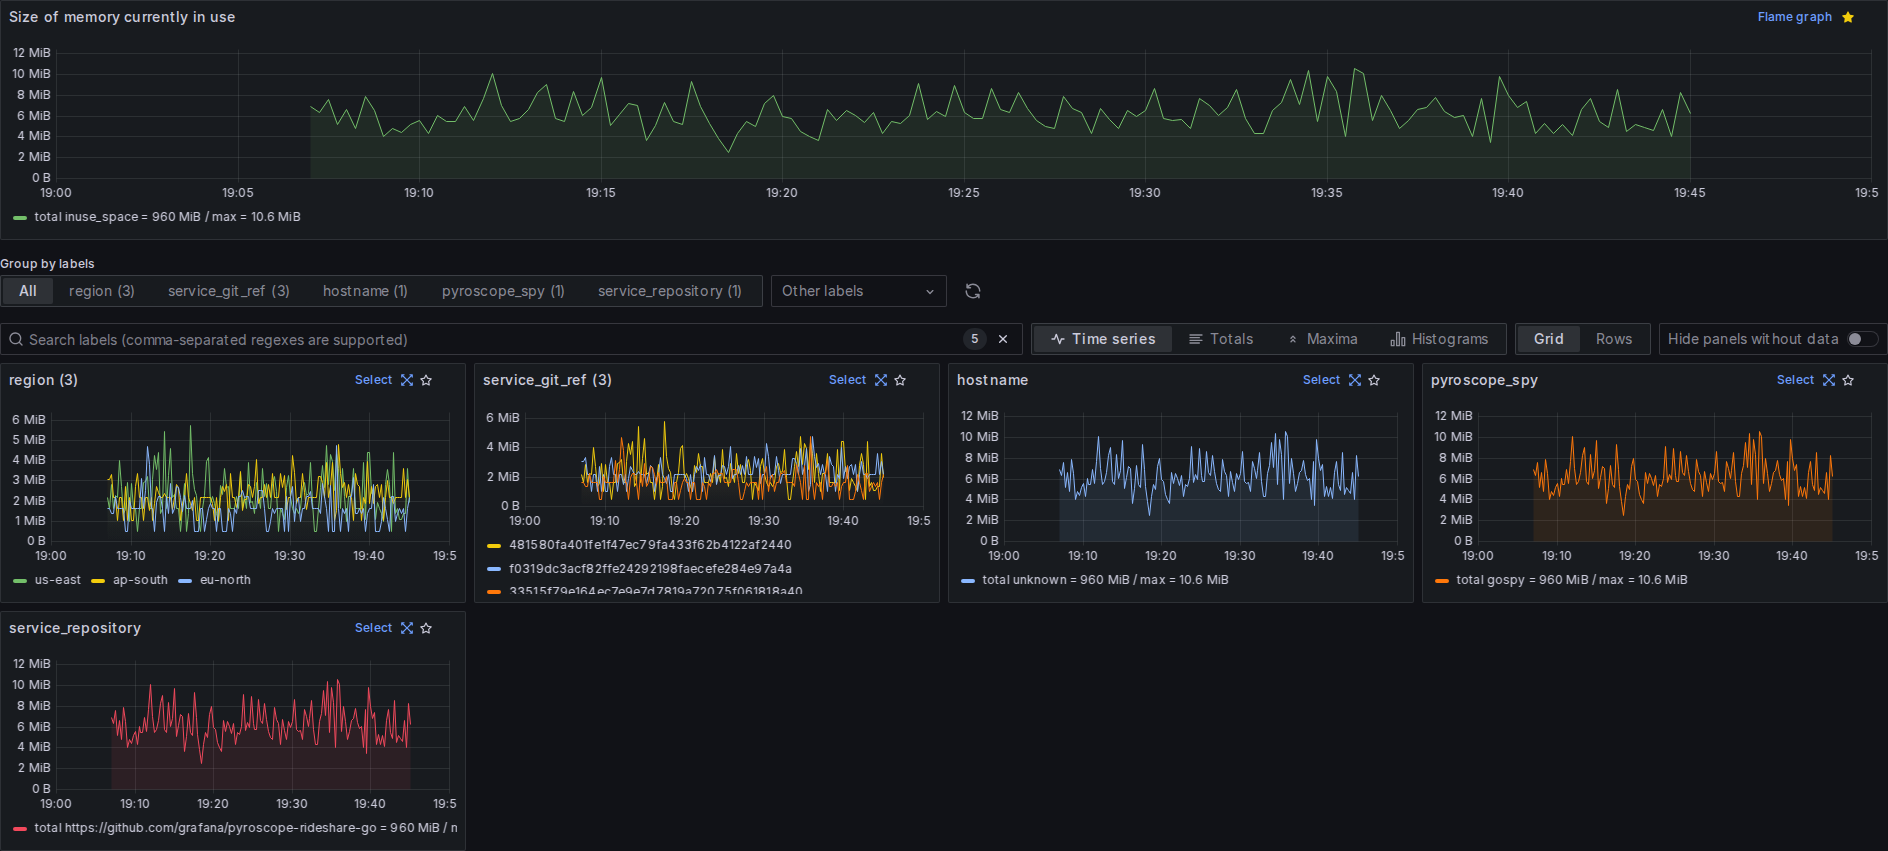 Size of memory currently in use
Flame graph
12 MiB
10 MiB
8 MiB
6 MiB
4 MiB
2 MiB
0 B
19:00 19:05 19:10 19:15 19:20 19:25 19:30 19:35 19:40 19:45 19:5
total inuse_space = 960 MiB / max = 10.6 MiB
Group by labels
All region (3) service_git_ref (3) hostname (1) pyroscope_spy (1) service_repository (1) Other labels
Search labels (comma-separated regexes are supported) 5 Time series Totals Maxima Histograms Grid Rows Hide panels without data
region (3) Select
6 MiB
5 MiB
4 MiB
3 MiB
2 MiB
1 MiB
0 B
19:00 19:10 19:20 19:30 19:40 19:5
us-east ap-south eu-north
service_git_ref (3) Select
6 MiB
4 MiB
2 MiB
0 B
19:00 19:10 19:20 19:30 19:40 19:5
481580fa401fe1f47ec79fa433f62b4122af2440
f0319dc3acf82ffe24292198faecefe284e97a4a
33515f79e164ec7e9e7d7819a72075f061818a40
hostname Select
12 MiB
10 MiB
8 MiB
6 MiB
4 MiB
2 MiB
0 B
19:00 19:10 19:20 19:30 19:40 19:5
total unknown = 960 MiB / max = 10.6 MiB
pyroscope_spy Select
12 MiB
10 MiB
8 MiB
6 MiB
4 MiB
2 MiB
0 B
19:00 19:10 19:20 19:30 19:40 19:5
total gospy = 960 MiB / max = 10.6 MiB
service_repository Select
12 MiB
10 MiB
8 MiB
6 MiB
4 MiB
2 MiB
0 B
19:00 19:10 19:20 19:30 19:40 19:5
total https://github.com/grafana/pyroscope-rideshare-go = 960 MiB /